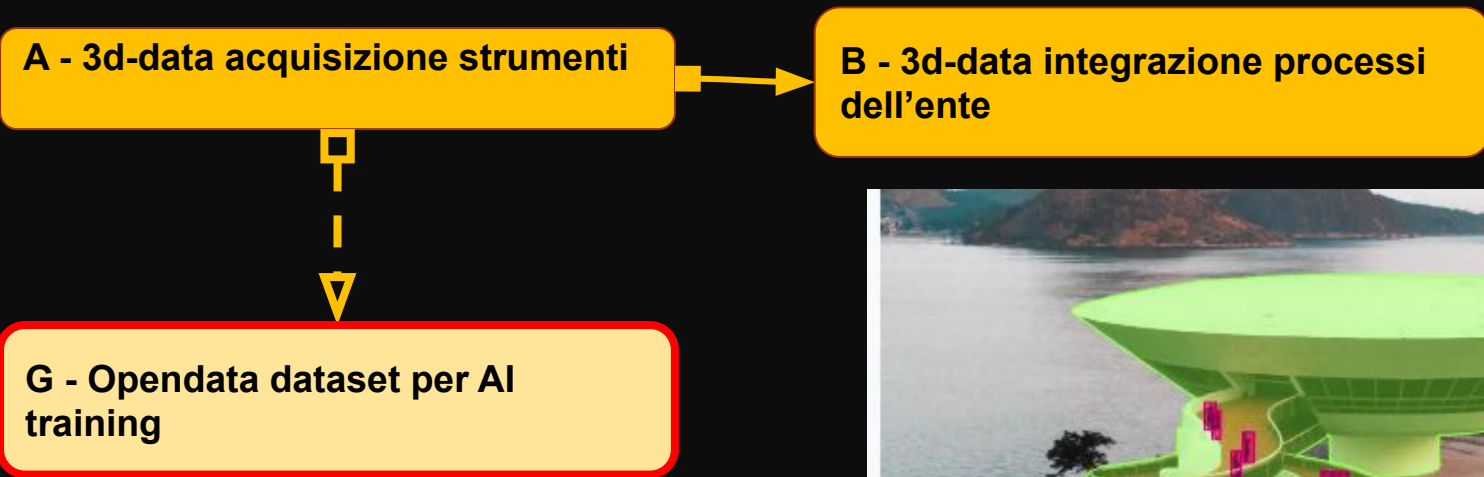 A - 3d-data acquisizione strumenti
B - 3d-data integrazione processi
dell’ente
G - Opendata dataset per AI
training